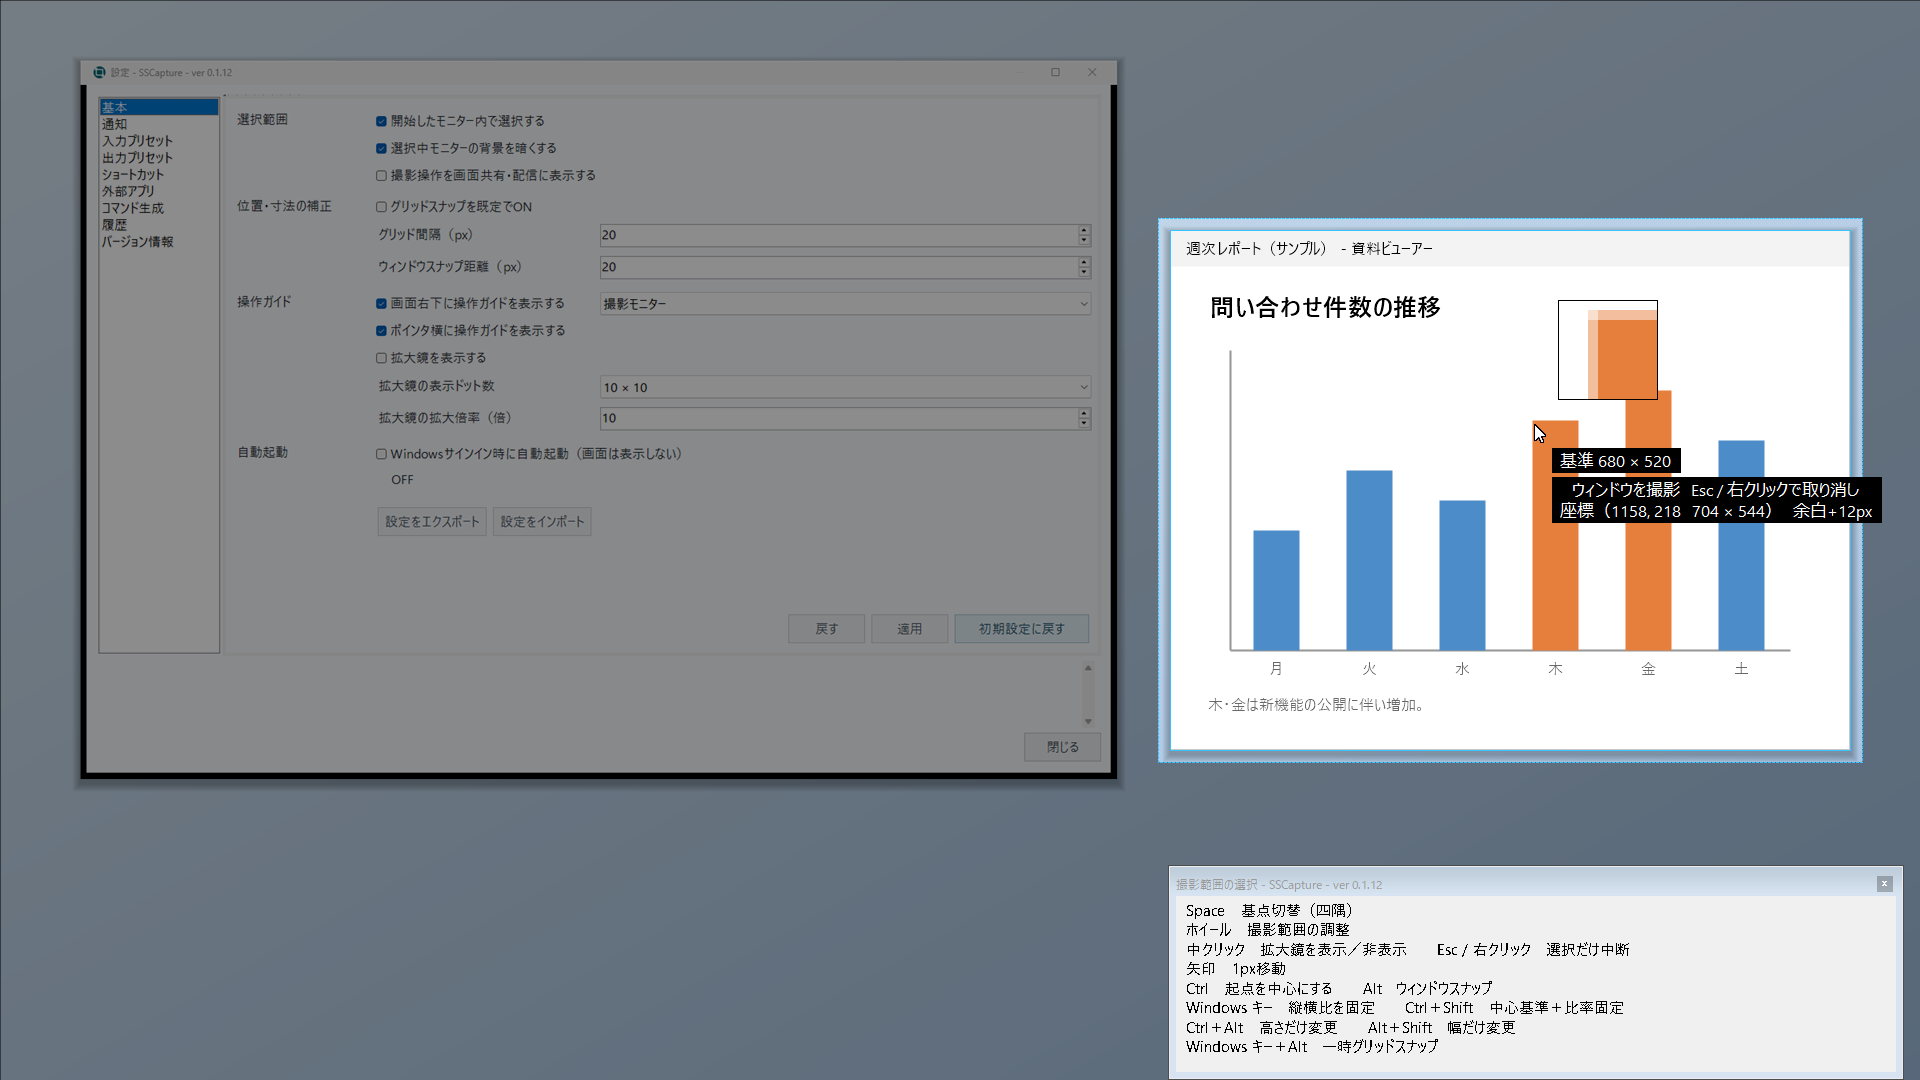 設定 - SSCapture - ver 0.1.12
基本
通知
入力プリセット
出力プリセット
ショートカット
外部アプリ
コマンド生成
履歴
バージョン情報
選択範囲
開始したモニター内で選択する
選択中モニターの背景を暗くする
撮影操作を画面共有・配信に表示する
位置・寸法の補正
グリッドスナップを既定でON
グリッド間隔（px） 20
ウィンドウスナップ距離（px） 20
操作ガイド
画面右下に操作ガイドを表示する 撮影モニター
ポインタ横に操作ガイドを表示する
拡大鏡を表示する
拡大鏡の表示ドット数 10 × 10
拡大鏡の拡大倍率（倍） 10
自動起動
Windowsサインイン時に自動起動（画面は表示しない）
OFF
設定をエクスポート 設定をインポート
戻す 適用 初期設定に戻す
閉じる
週次レポート（サンプル） - 資料ビューアー
問い合わせ件数の推移
基準 680 × 520
ウィンドウを撮影 Esc / 右クリックで取り消し
座標（1158, 218 704 × 544） 余白+12px
月 火 水 木 金 土
木・金は新機能の公開に伴い増加。
撮影範囲の選択 - SSCapture - ver 0.1.12
Space 基点切替（四隅）
ホイール 撮影範囲の調整
中クリック 拡大鏡を表示／非表示 Esc / 右クリック 選択だけ中断
矢印 1px移動
Ctrl 起点を中心にする Alt ウィンドウスナップ
Windows キー 縦横比を固定 Ctrl＋Shift 中心基準＋比率固定
Ctrl＋Alt 高さだけ変更 Alt＋Shift 幅だけ変更
Windows キー＋Alt 一時グリッドスナップ